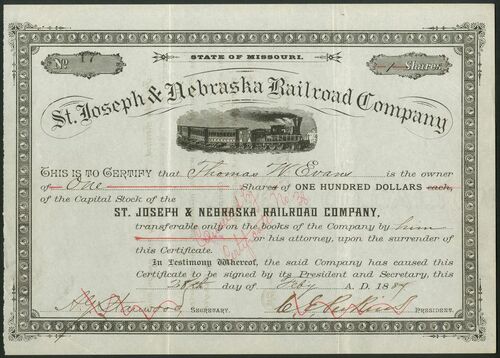 STATE OF MISSOURI.
No 17
1 Shares
St. Joseph & Nebraska Railroad Company
THIS IS TO CERTIFY that Thomas W. Evans is the owner
of One Shares of ONE HUNDRED DOLLARS each,
of the Capital Stock of the
ST. JOSEPH & NEBRASKA RAILROAD COMPANY,
transferable only on the books of the Company by him
or his attorney, upon the surrender of
this Certificate.
In Testimony Whereof, the said Company has caused this
Certificate to be signed by its President and Secretary, this
28th day of Feby A.D. 1887
SECRETARY.
C E Perkins PRESIDENT.